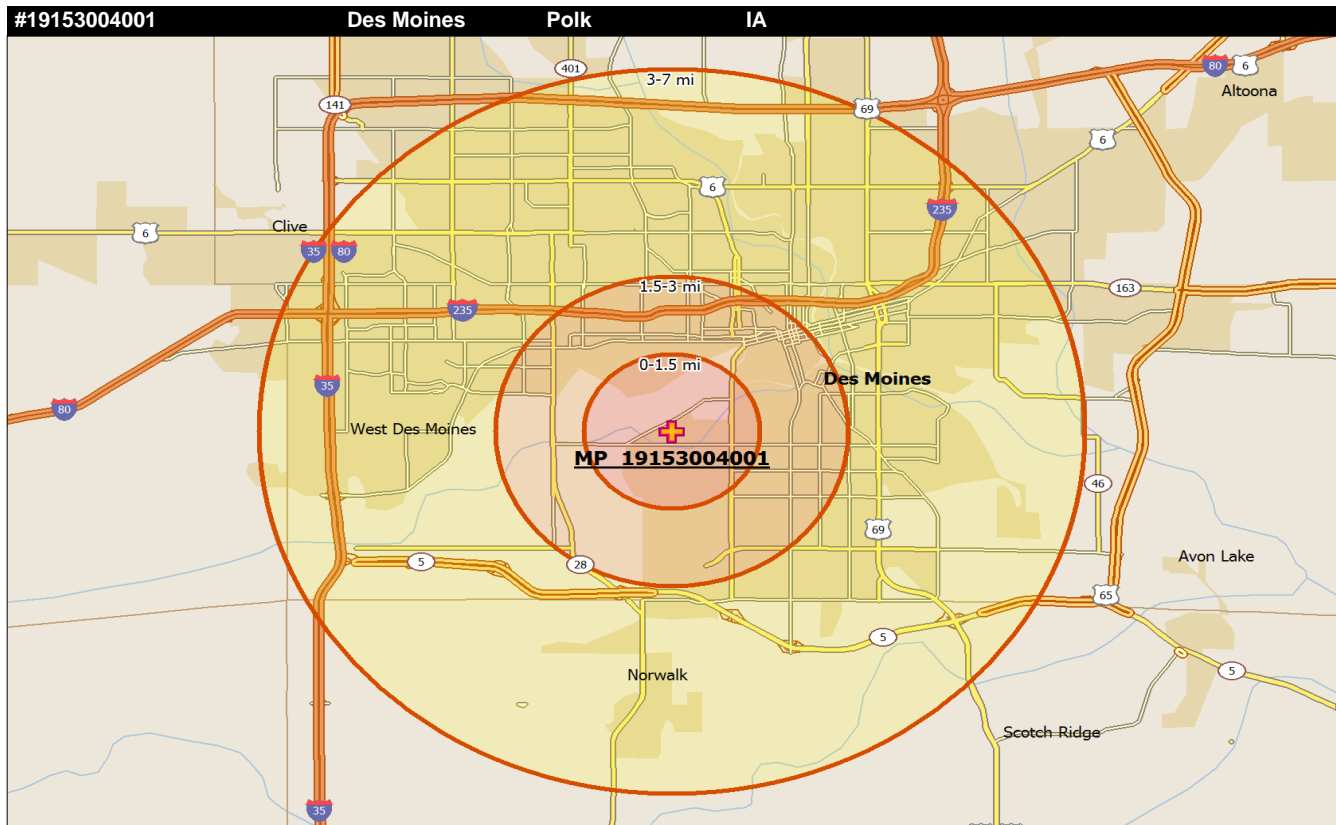 #19153004001 Des Moines Polk IA
401
3-7 mi
80
6
Altoona
141
69
6
6
235
Clive
6
35
80
1.5-3 mi
163
235
0-1.5 mi
Des Moines
35
80
West Des Moines
MP 19153004001
46
69
Avon Lake
5
28
65
5
Norwalk
5
Scotch Ridge
35